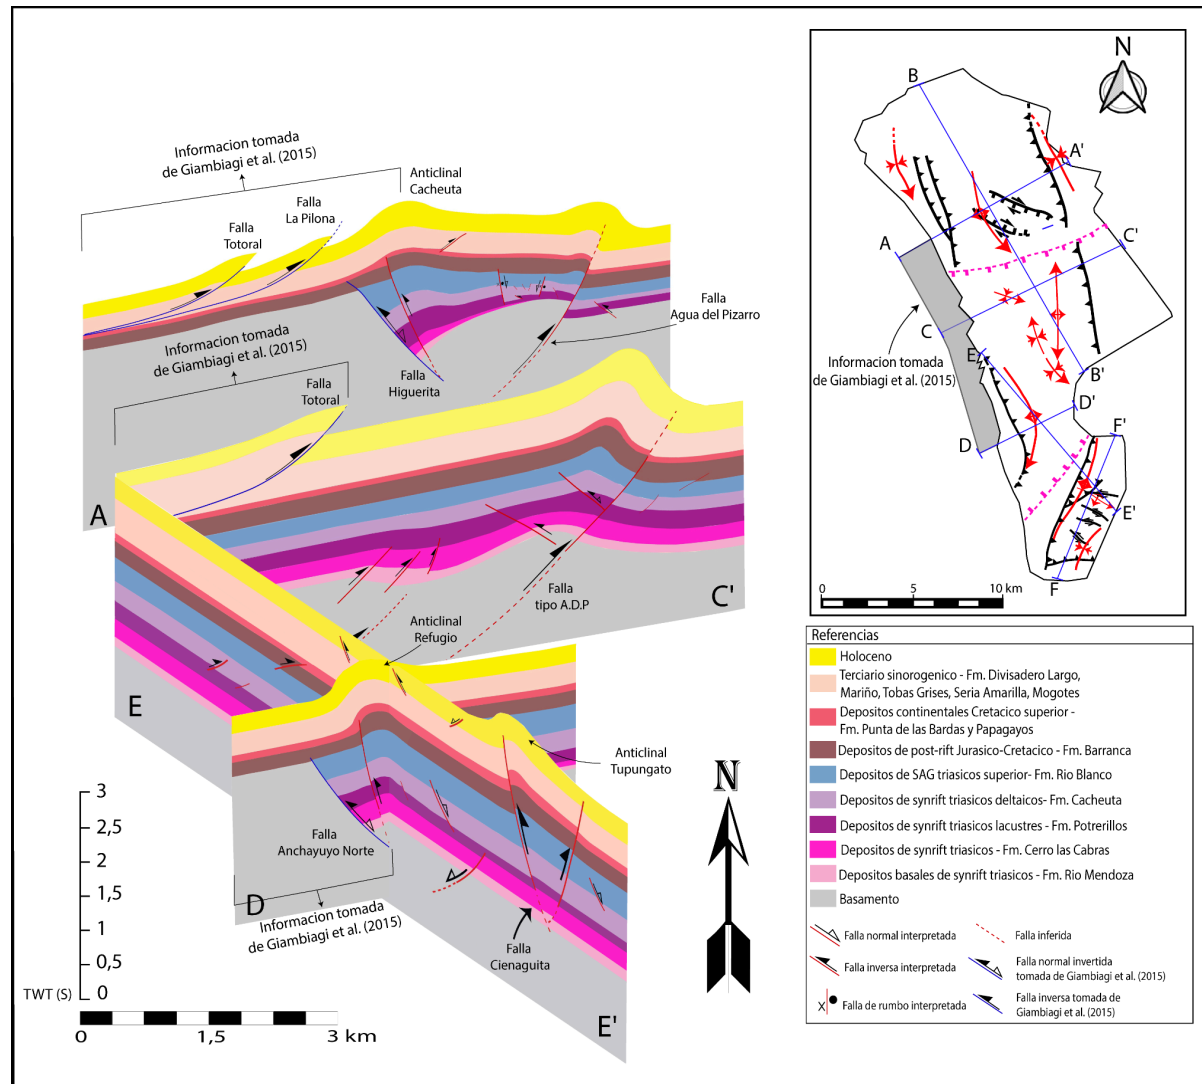 Informacion tomada
de Giambiagi et al. (2015)
Anticlinal
Cacheuta
Falla
La Pilona
Falla
Totoral
Falla
Agua del Pizarro
Informacion tomada
de Giambiagi et al. (2015)
Falla
Higuerita
Falla
Totoral
A
C'
Falla
tipo A.D.P
Anticlinal
Refugio
E
Anticlinal
Tupungato
N
Falla
Anchayuyo Norte
D
Informacion tomada
de Giambiagi et al. (2015)
Falla
Cienaguita
E'
3
2,5
2
1,5
1
0,5
0
TWT (S)
0 1,5 3 km
N
B
A'
C'
A
C
E
Informacion tomada
de Giambiagi et al. (2015)
B'
D'
F'
D
E'
F
0 5 10 km
Referencias
Holoceno
Terciario sinorogenico - Fm. Divisadero Largo,
Mariño, Tobas Grises, Seria Amarilla, Mogotes
Depositos continentales Cretacico superior -
Fm. Punta de las Bardas y Papagayos
Depositos de post-rift Jurasico-Cretacico - Fm. Barranca
Depositos de SAG triasicos superior- Fm. Rio Blanco
Depositos de synrift triasicos deltaicos- Fm. Cacheuta
Depositos de synrift triasicos lacustres - Fm. Potrerillos
Depositos de synrift triasicos - Fm. Cerro las Cabras
Depositos basales de synrift triasicos - Fm. Rio Mendoza
Basamento
Falla normal interpretada
Falla inferida
Falla inversa interpretada
Falla normal invertida
tomada de Giambiagi et al. (2015)
X
Falla de rumbo interpretada
Falla inversa tomada de
Giambiagi et al. (2015)